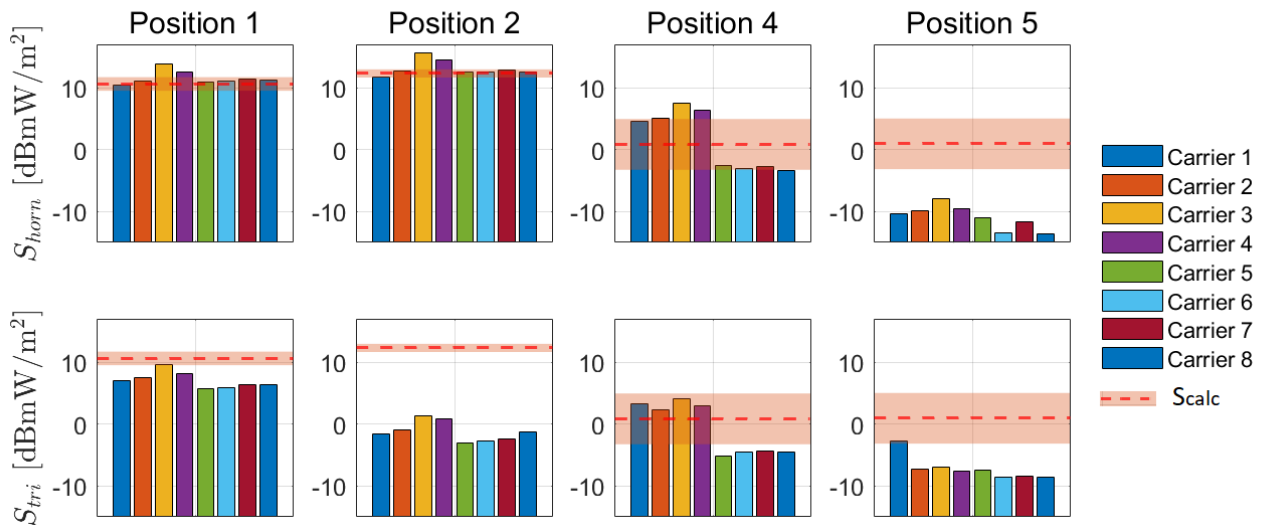 Position 1
Position 2
Position 4
Position 5
S_horn [dBmW/m²]
10
0
-10
10
0
-10
10
0
-10
10
0
-10
S_tri [dBmW/m²]
10
0
-10
10
0
-10
10
0
-10
10
0
-10
Carrier 1
Carrier 2
Carrier 3
Carrier 4
Carrier 5
Carrier 6
Carrier 7
Carrier 8
Scalc